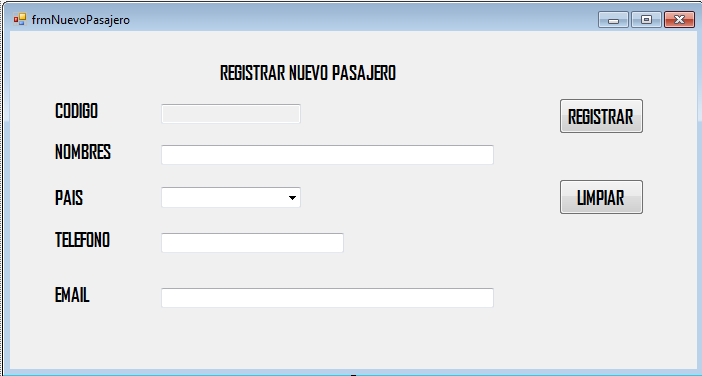 frmNuevoPasajero
REGISTRAR NUEVO PASAJERO
CODIGO
REGISTRAR
NOMBRES
PAIS
LIMPIAR
TELEFONO
EMAIL